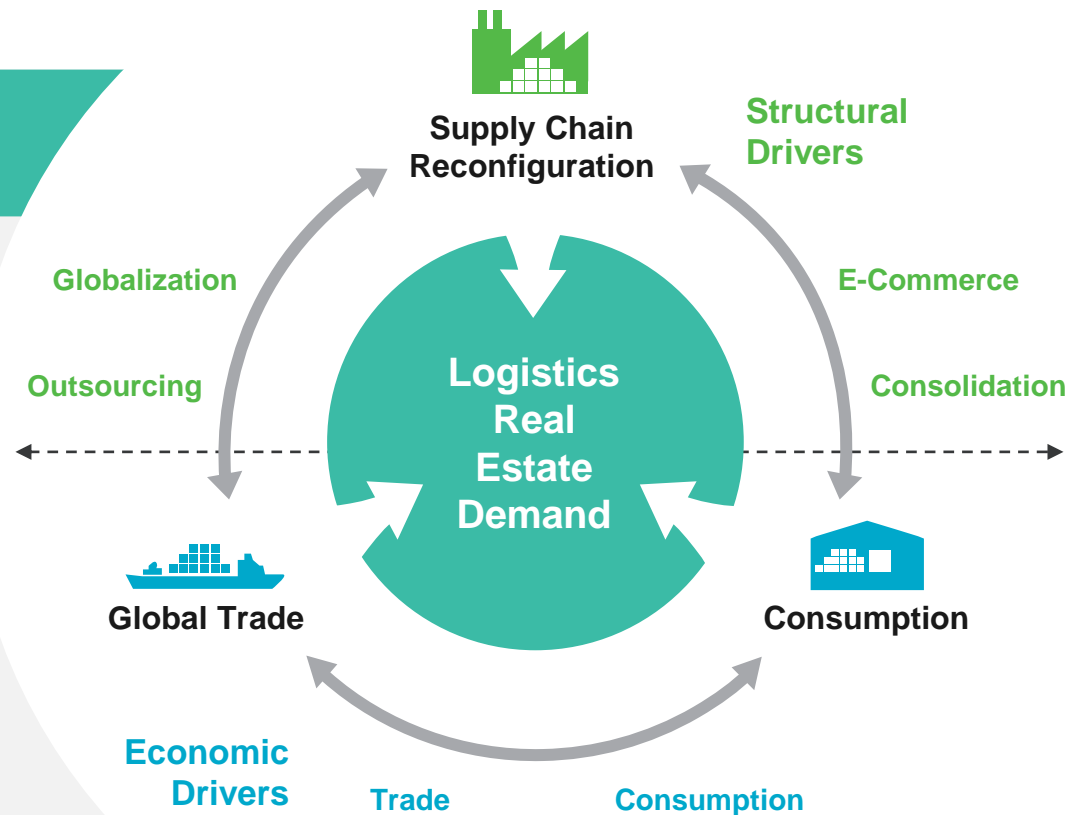 Supply Chain
Reconfiguration
Structural
Drivers
Globalization
E-Commerce
Outsourcing
Consolidation
Logistics
Real
Estate
Demand
Global Trade
Consumption
Economic
Drivers
Trade
Consumption